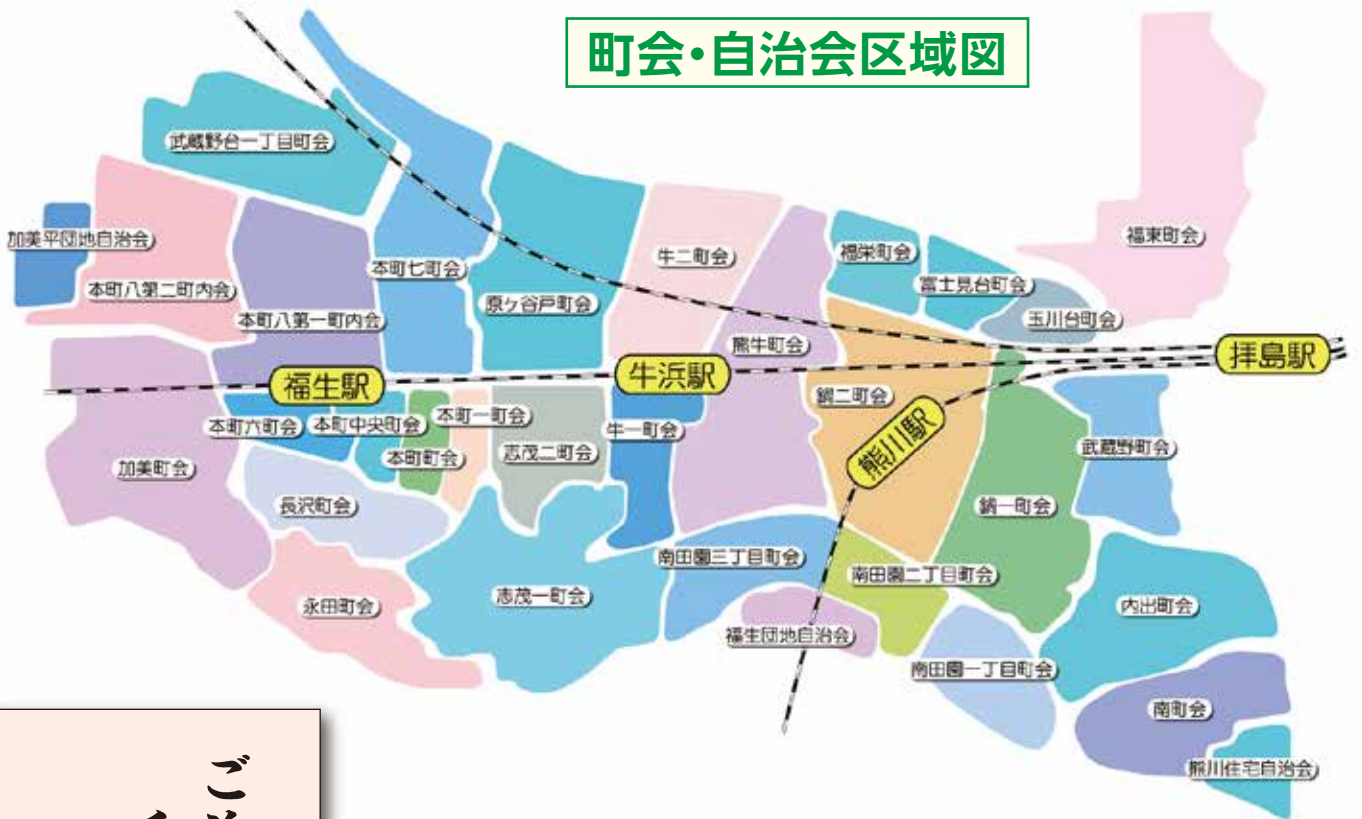 町会・自治会区域図
武蔵野台一丁目町会
加美平団地自治会
本町八第二町内会
本町八第一町内会
本町七町会
原ヶ谷戸町会
牛二町会
熊牛町会
福栄町会
富士見台町会
玉川台町会
福東町会
福生駅
牛浜駅
拝島駅
熊川駅
鍋二町会
加美町会
本町六町会
本町中央町会
本町町会
本町一町会
志茂二町会
牛一町会
長沢町会
永田町会
志茂一町会
南田園三丁目町会
福生団地自治会
南田園二丁目町会
南田園一丁目町会
鍋一町会
武蔵野町会
内出町会
南町会
熊川住宅自治会
ご